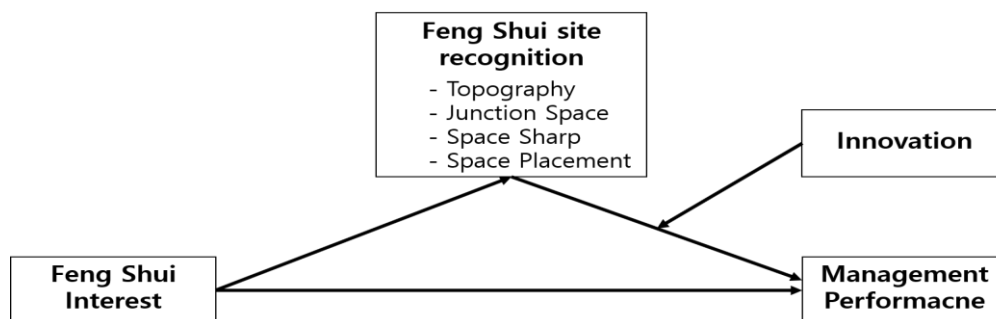 Feng Shui site
recognition
- Topography
- Junction Space
- Space Sharp
- Space Placement
Innovation
Feng Shui
Interest
Management
Performacne